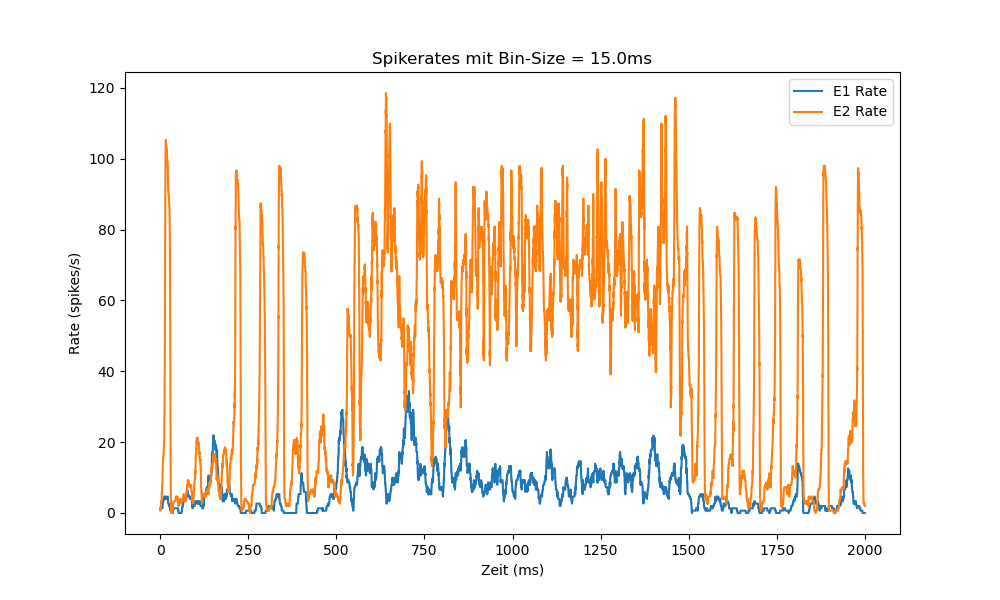 Spikerates mit Bin-Size = 15.0ms
E1 Rate
E2 Rate
Rate (spikes/s)
120
100
80
60
40
20
0
0 250 500 750 1000 1250 1500 1750 2000
Zeit (ms)